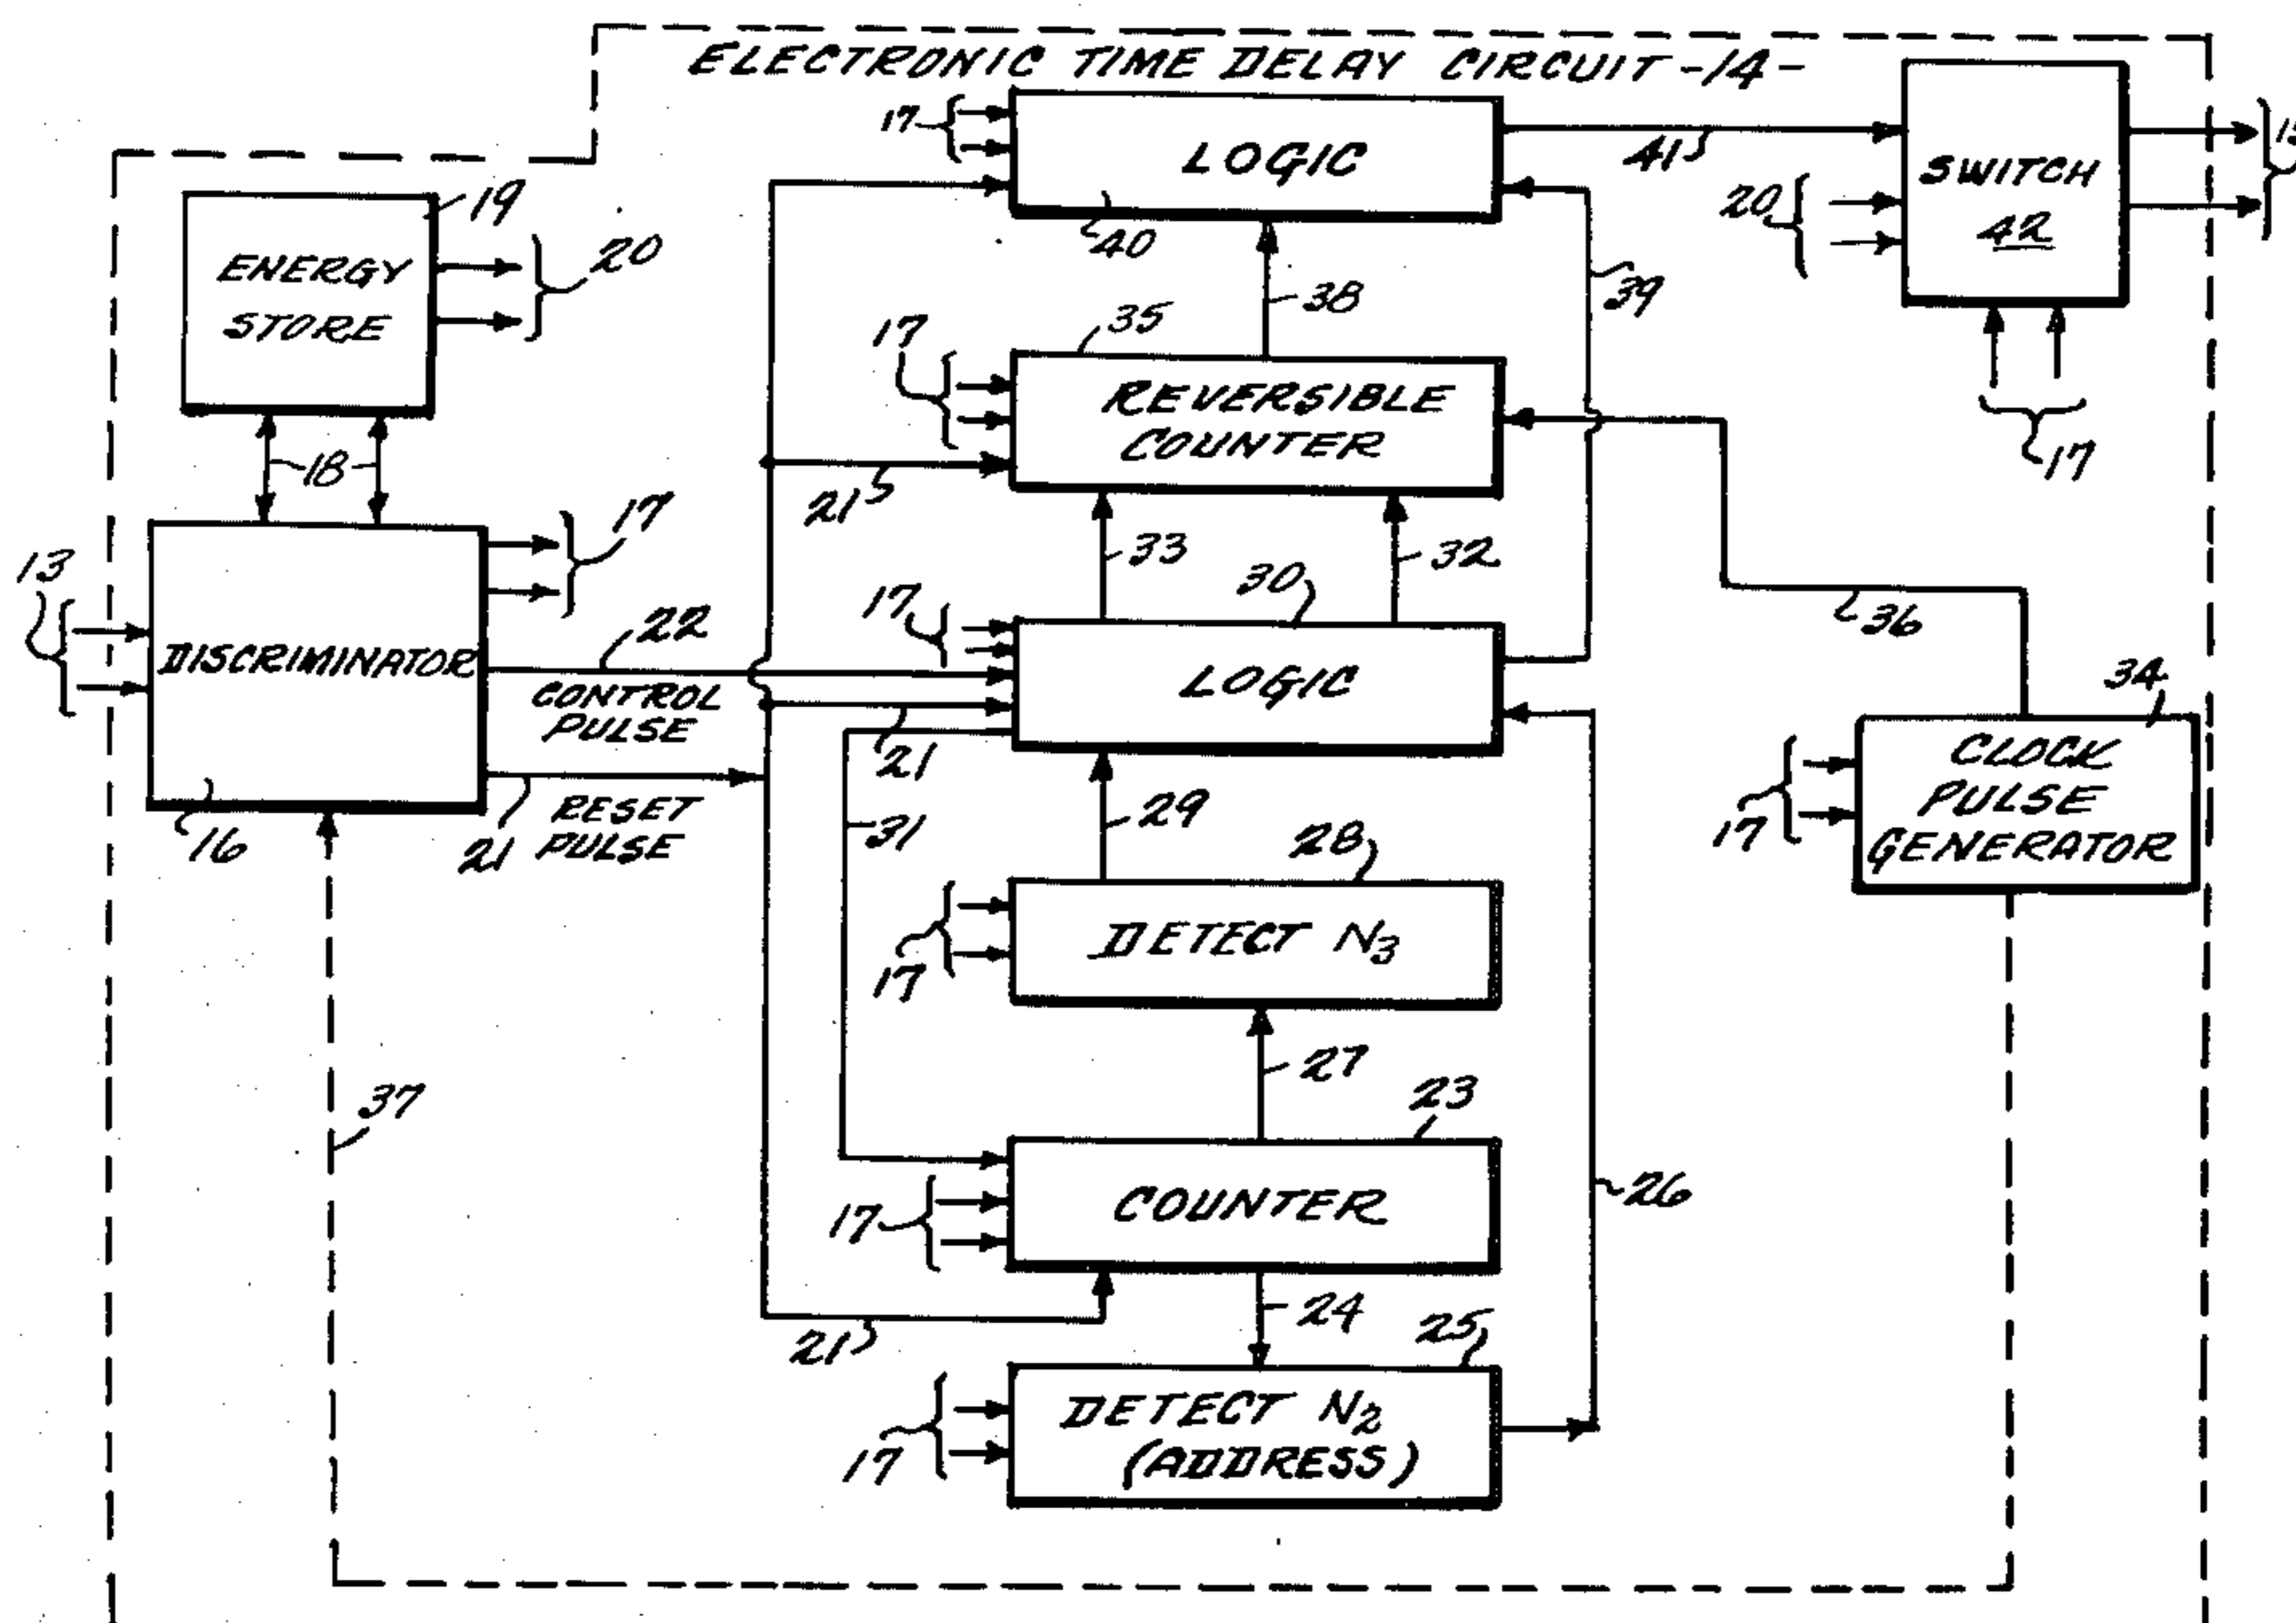 ELECTRONIC TIME DELAY CIRCUIT -14-
17
LOGIC
40
41
SWITCH
42
20
17
39
19
ENERGY
STORE
20
18
38
17
35
REVERSIBLE
COUNTER
21
36
13
DISCRIMINATOR
16
17
22
CONTROL
PULSE
21
RESET
PULSE
33
32
30
17
LOGIC
21
31
29
28
17
DETECT N3
34
CLOCK
PULSE
GENERATOR
17
37
27
23
COUNTER
17
26
21
24
25
DETECT N2
(ADDRESS)
17